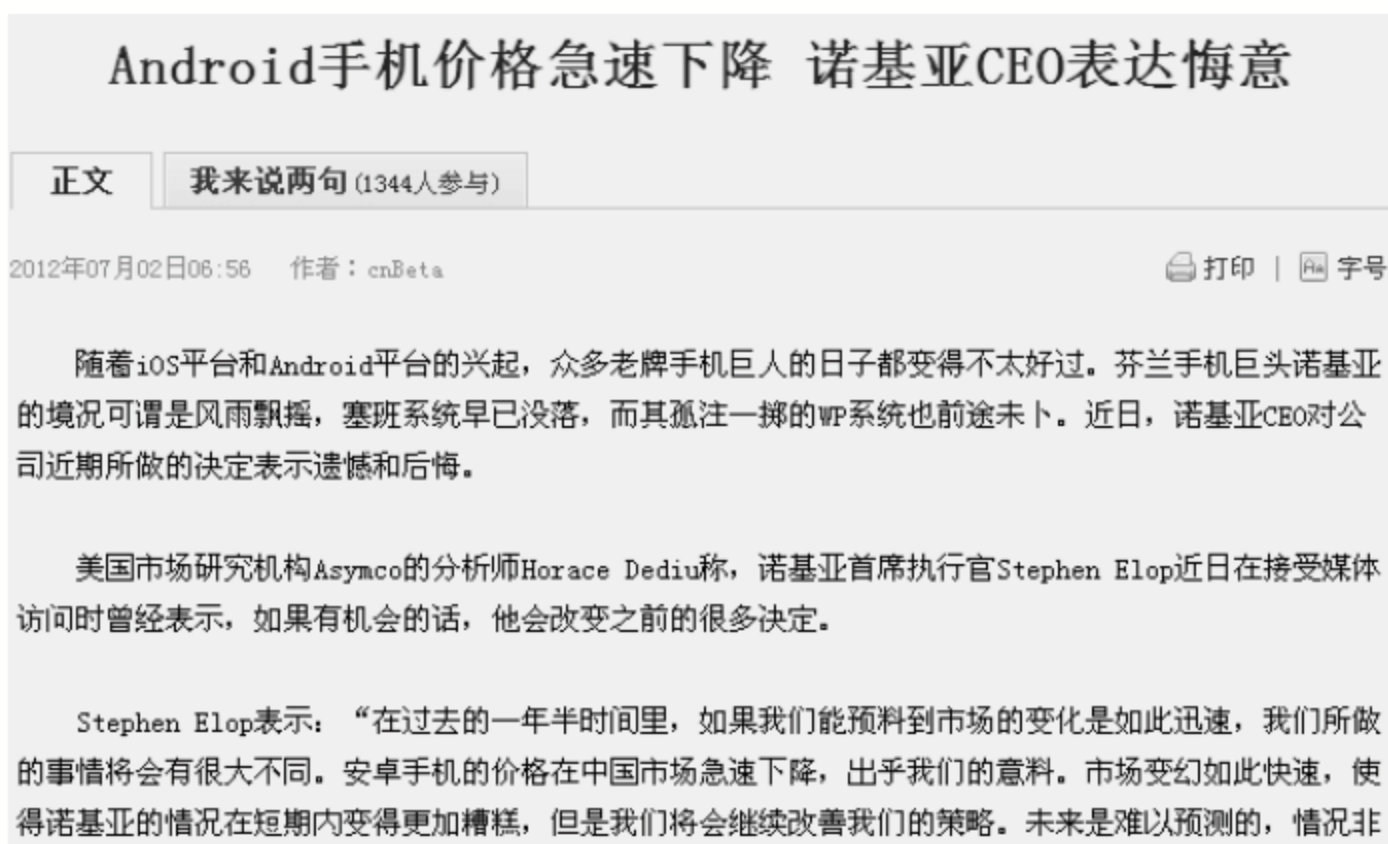 Android手机价格急速下降 诺基亚CEO表达悔意
正文 我来说两句(1344人参与)
2012年07月02日06:56 作者：cnBeta 打印 | Aa 字号
随着iOS平台和Android平台的兴起，众多老牌手机巨人的日子都变得不太好过。芬兰手机巨头诺基亚
的境况可谓是风雨飘摇，塞班系统早已没落，而其孤注一掷的WP系统也前途未卜。近日，诺基亚CEO对公
司近期所做的决定表示遗憾和后悔。
美国市场研究机构Asymco的分析师Horace Dediu称，诺基亚首席执行官Stephen Elop近日在接受媒体
访问时曾经表示，如果有机会的话，他会改变之前的很多决定。
Stephen Elop表示：“在过去的一年半时间里，如果我们能预料到市场的变化是如此迅速，我们所做
的事情将会有很大不同。安卓手机的价格在中国市场急速下降，出乎我们的意料。市场变幻如此快速，使
得诺基亚的情况在短期内变得更加糟糕，但是我们将会继续改善我们的策略。未来是难以预测的，情况非